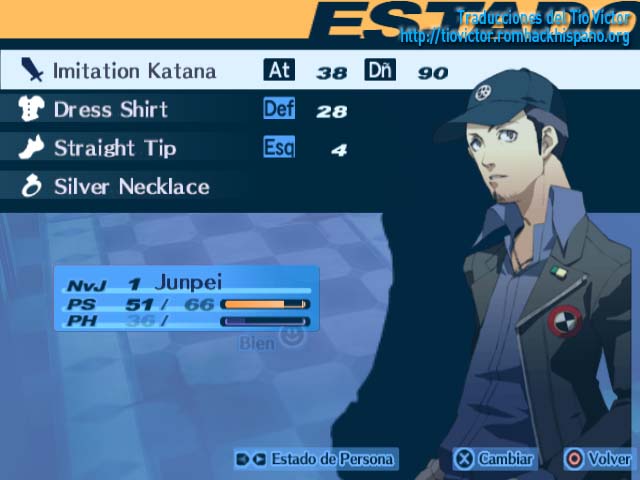 ESTADO
Traducciones del Tio Victor
http://tiovictor.romhackhispano.org
Imitation Katana At 38 Dñ 90
Dress Shirt Def 28
Straight Tip Esq 4
Silver Necklace
NvJ 1 Junpei
PS 51 / 66
PH 36 /
Bien
Estado de Persona Cambiar Volver